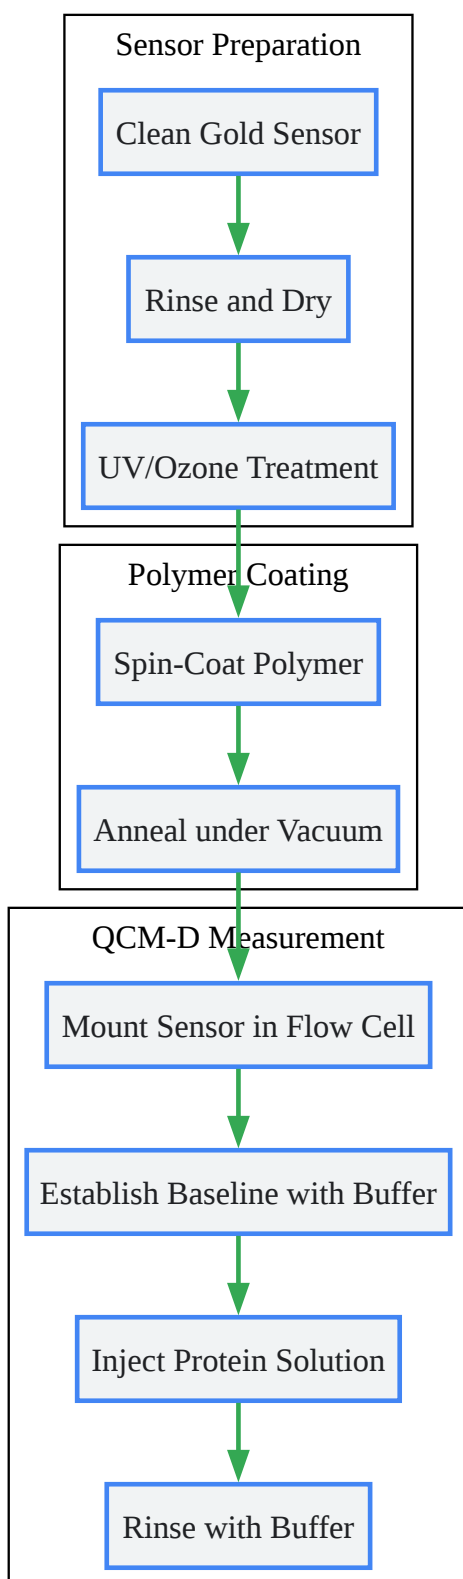 Sensor Preparation
Clean Gold Sensor
Rinse and Dry
UV/Ozone Treatment
Polymer Coating
Spin-Coat Polymer
Anneal under Vacuum
QCM-D Measurement
Mount Sensor in Flow Cell
Establish Baseline with Buffer
Inject Protein Solution
Rinse with Buffer